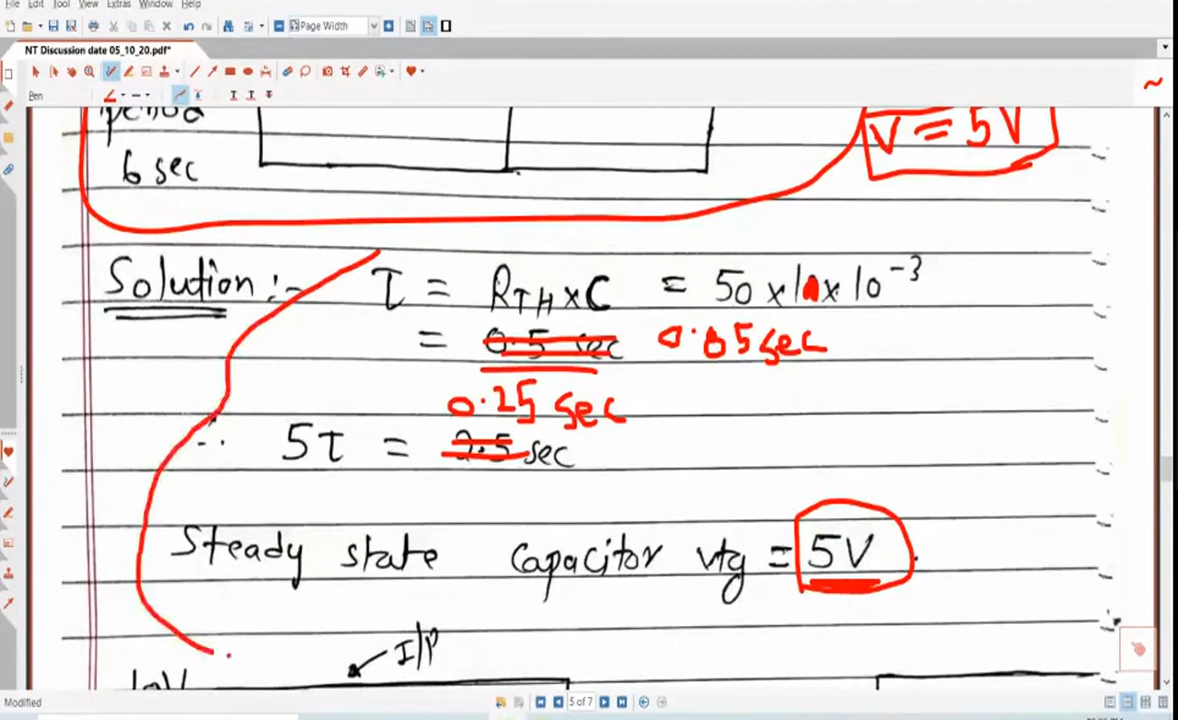 File Edit View Tool Extras Window Help
Page Width
NT Discussion date 05_10_20.pdf*
Pen
T T T
period
6 sec
V = 5V
Solution :- τ = RTH × C = 50 × 1 × 10⁻³
= 0.5 sec 0.05 sec
0.25 sec
∴ 5τ = 2.5 sec
Steady state capacitor vtg = 5V.
I/P
10V
Modified
5 of 7